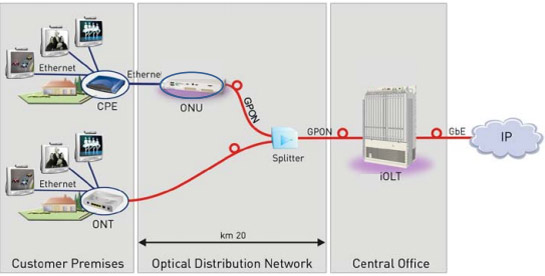 Ethernet
CPE
Etherne
ONU
GPON
Splitter
GPON
iOLT
GbE
IP
Ethernet
ONT
km 20
Customer Premises
Optical Distribution Network
Central Office